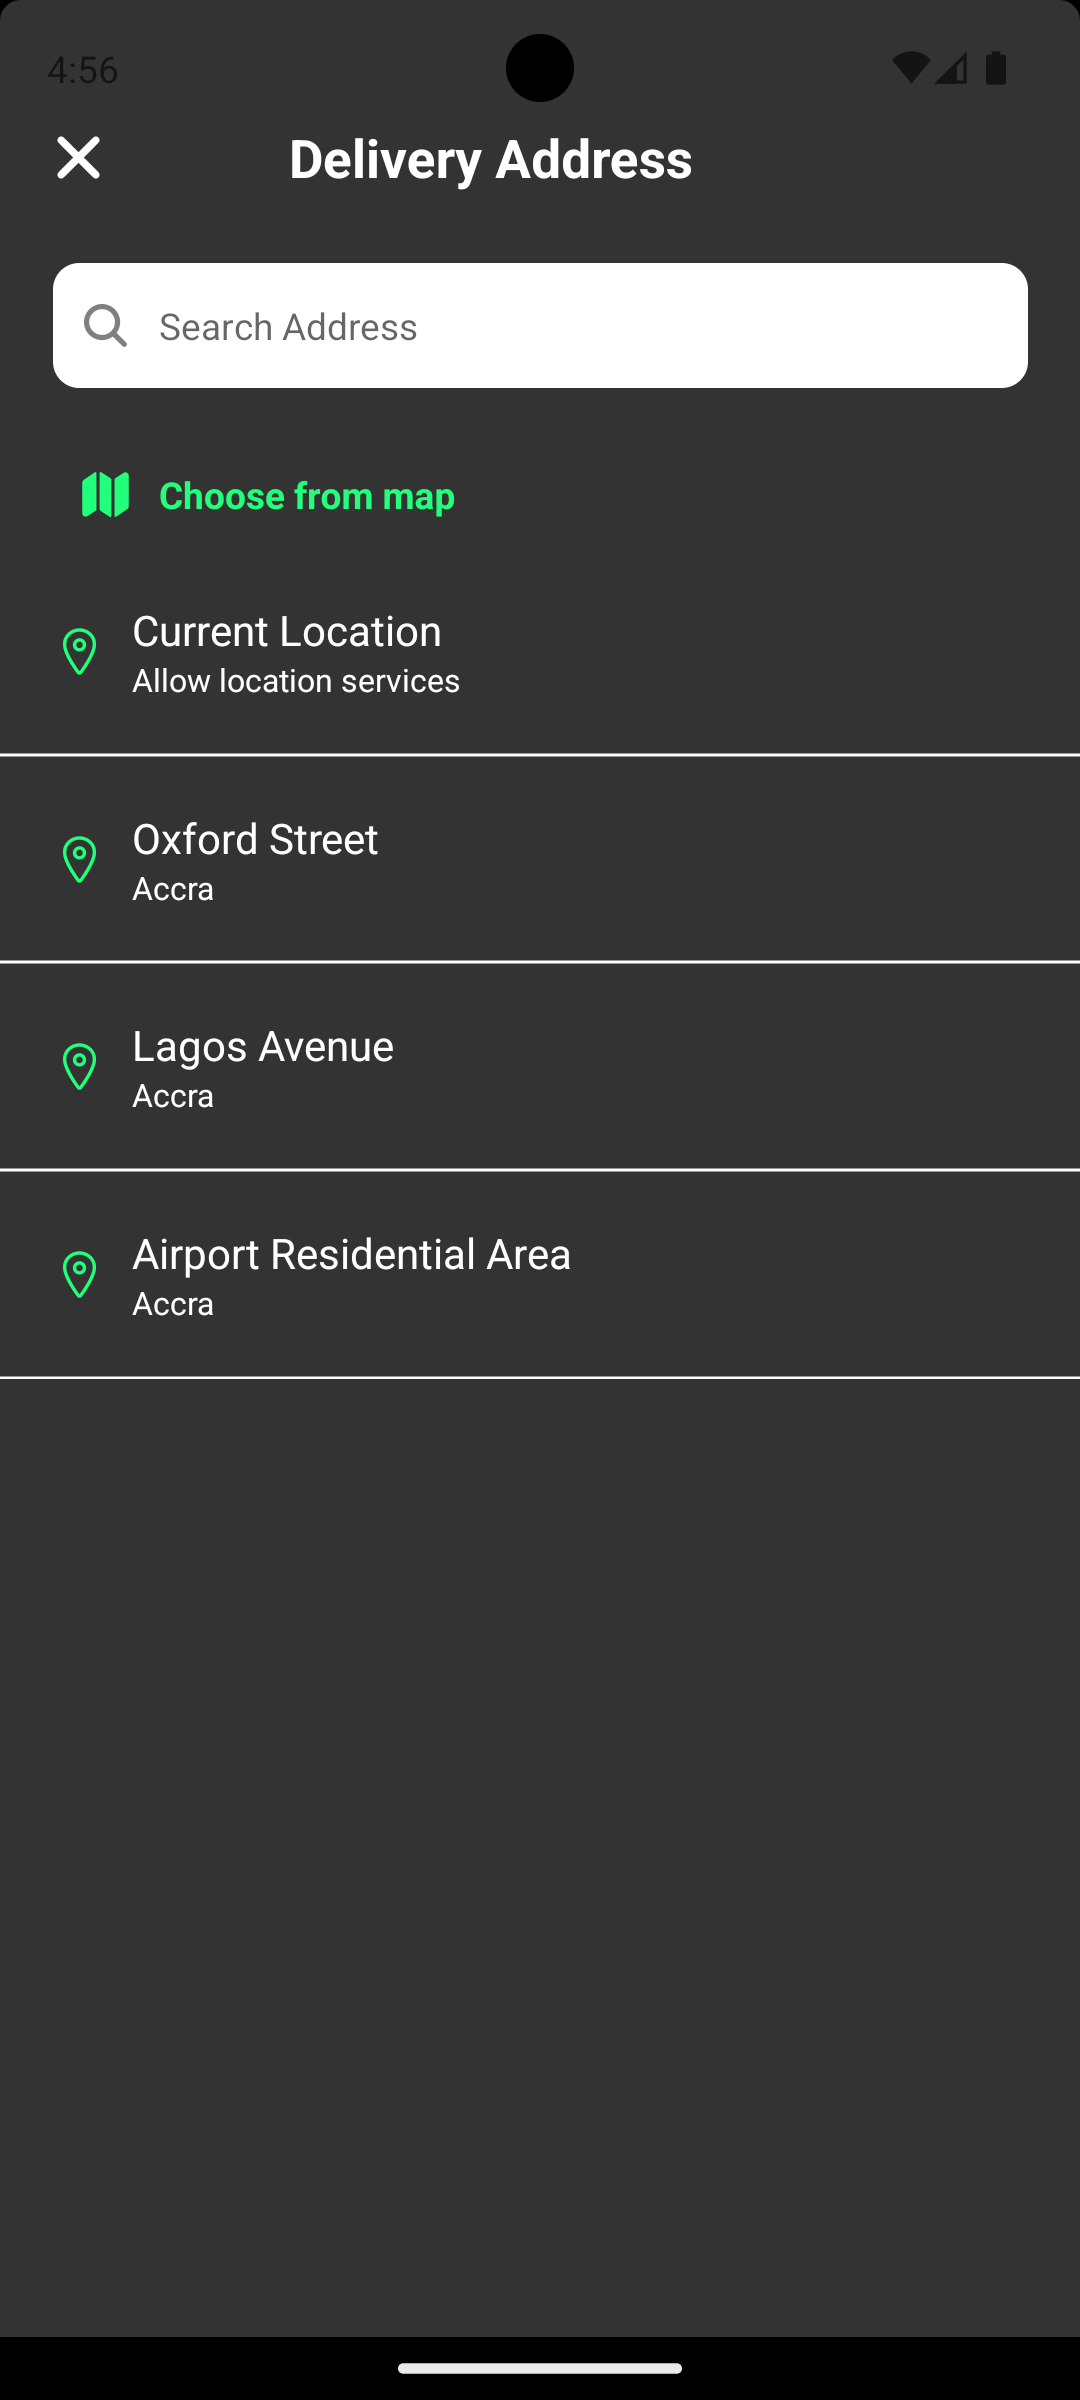 4:56
Delivery Address
Search Address
Choose from map
Current Location
Allow location services
Oxford Street
Accra
Lagos Avenue
Accra
Airport Residential Area
Accra